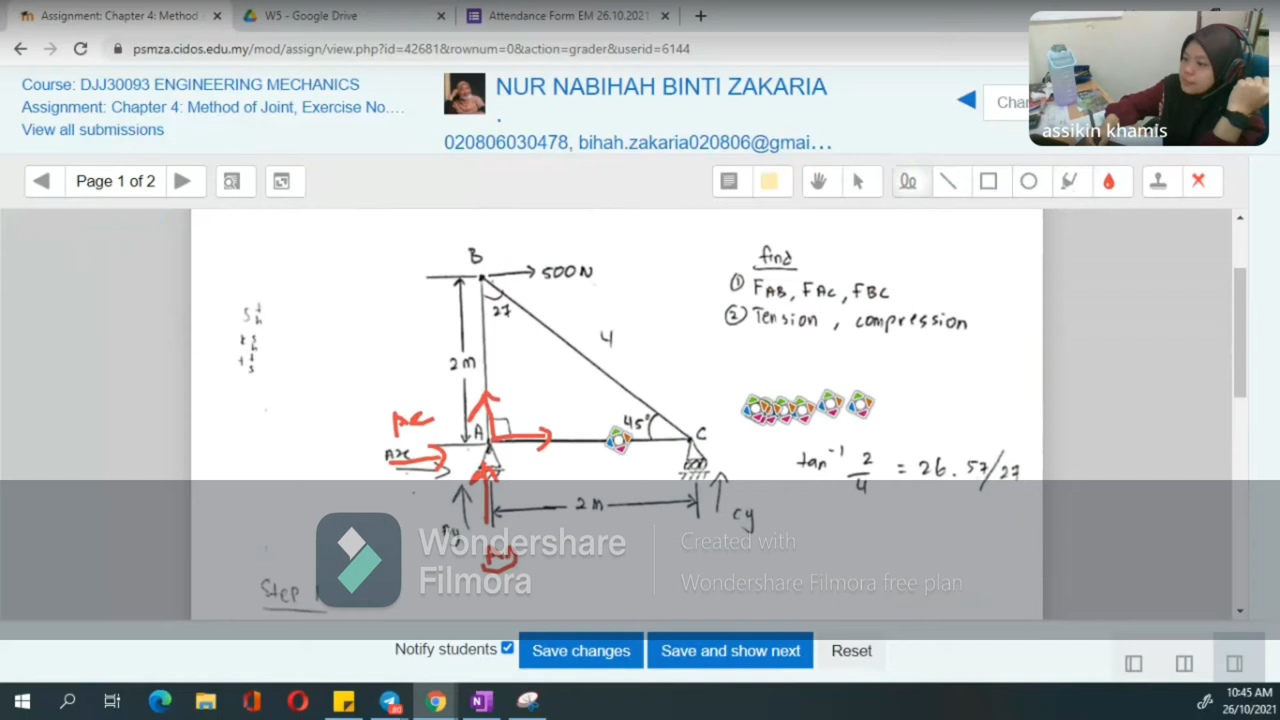 Assignment: Chapter 4: Method
W5 - Google Drive
Attendance Form EM 26.10.2021
psmza.cidos.edu.my/mod/assign/view.php?id=42681&rownum=0&action=grader&userid=6144
Course: DJJ30093 ENGINEERING MECHANICS
Assignment: Chapter 4: Method of Joint, Exercise No....
View all submissions
NUR NABIHAH BINTI ZAKARIA
.
020806030478, bihah.zakaria020806@gmai...
assikin khamis
Page 1 of 2
B
500N
27
2m
4
45°
A
C
2m
Cy
find
① FAB, FAC, FBC
② Tension, compression
tan⁻¹ 2/4 = 26.57/27
Step
Wondershare
Filmora
Created with
Wondershare Filmora free plan
Notify students
Save changes
Save and show next
Reset
10:45 AM
26/10/2021